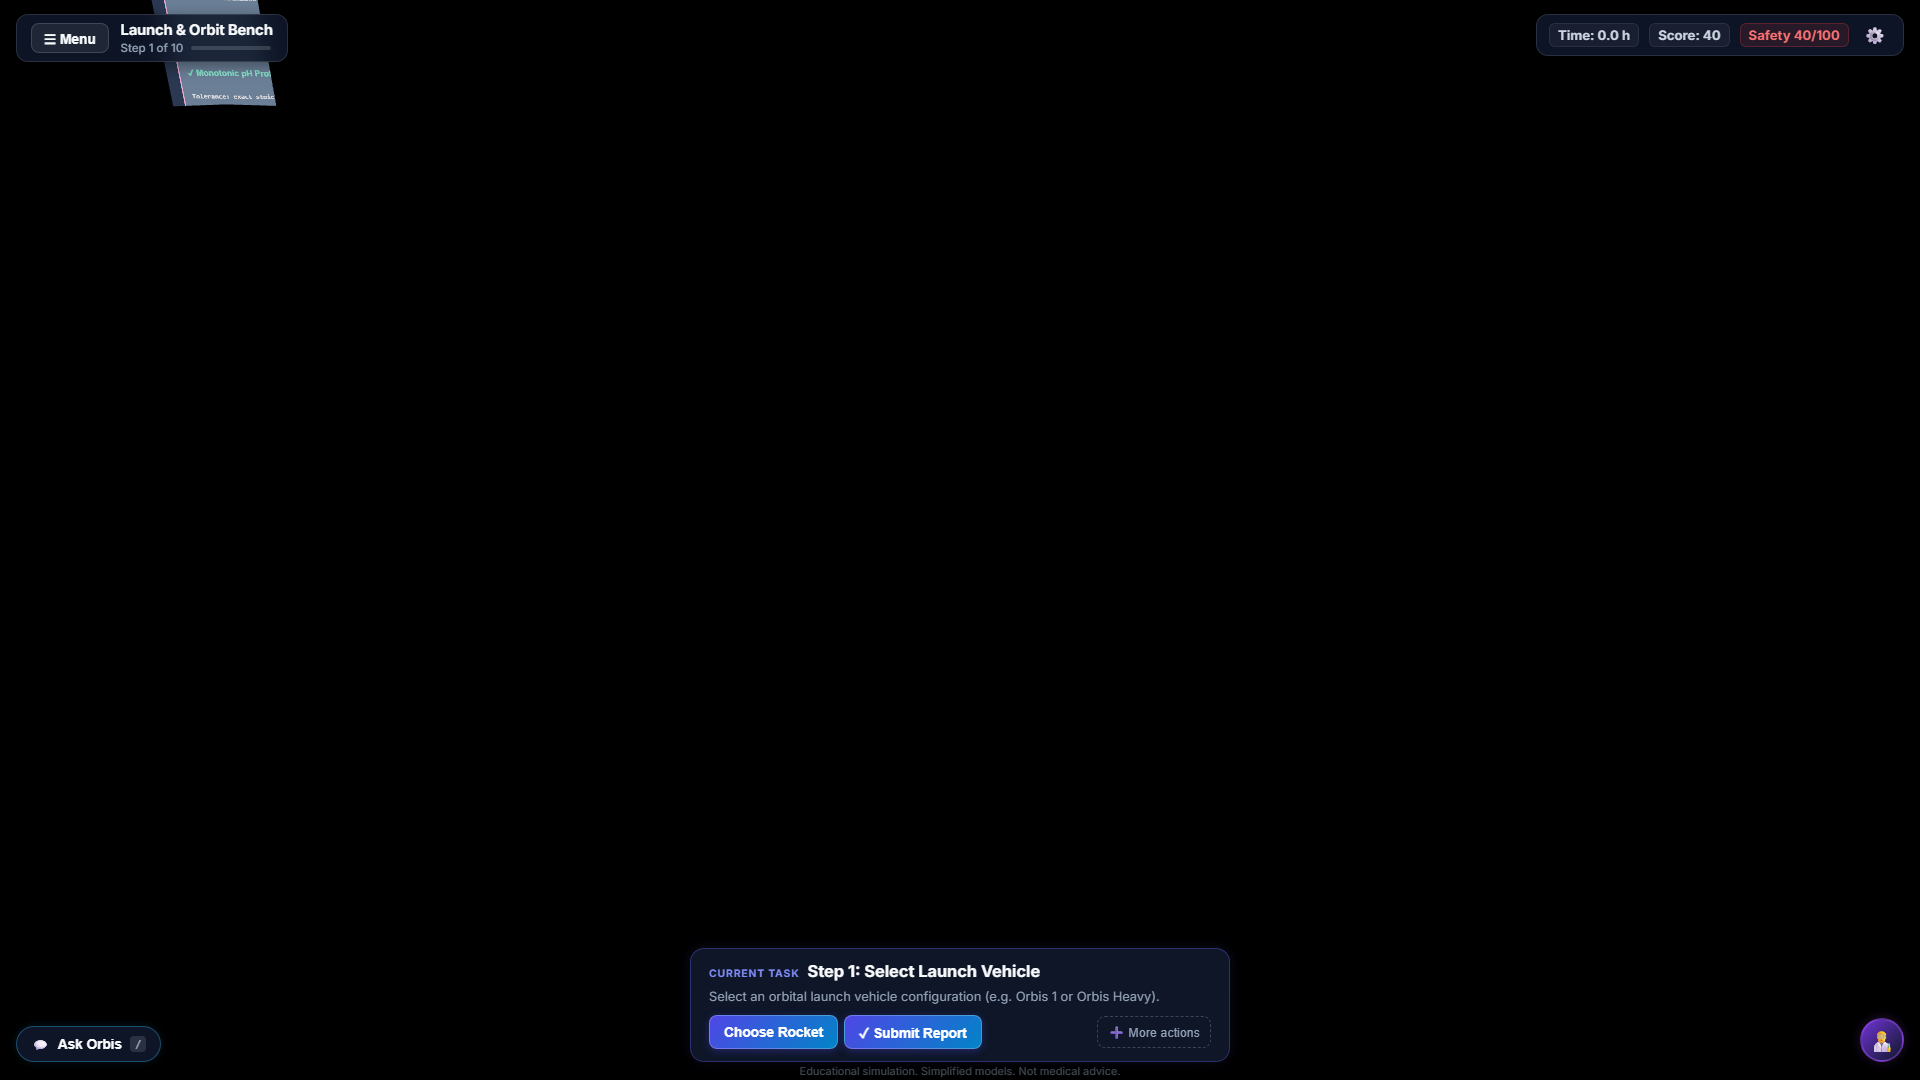 ☰ Menu
Launch & Orbit Bench
Step 1 of 10
✓ Monotonic pH
Tolerance: exact
Time: 0.0 h
Score: 40
Safety 40/100
CURRENT TASK Step 1: Select Launch Vehicle
Select an orbital launch vehicle configuration (e.g. Orbis 1 or Orbis Heavy).
Choose Rocket
✓ Submit Report
+ More actions
Ask Orbis /
Educational simulation. Simplified models. Not medical advice.